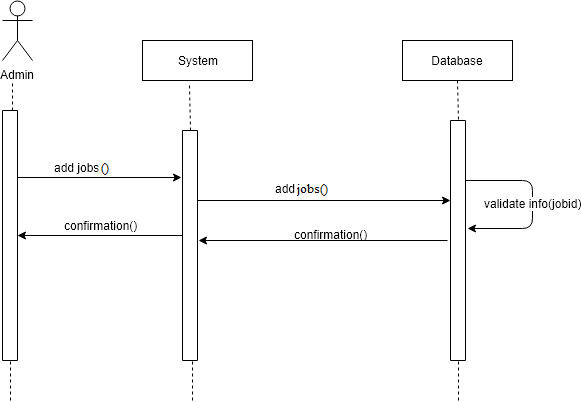 Admin
System
Database
add jobs()
add jobs()
validate info(jobid)
confirmation()
confirmation()